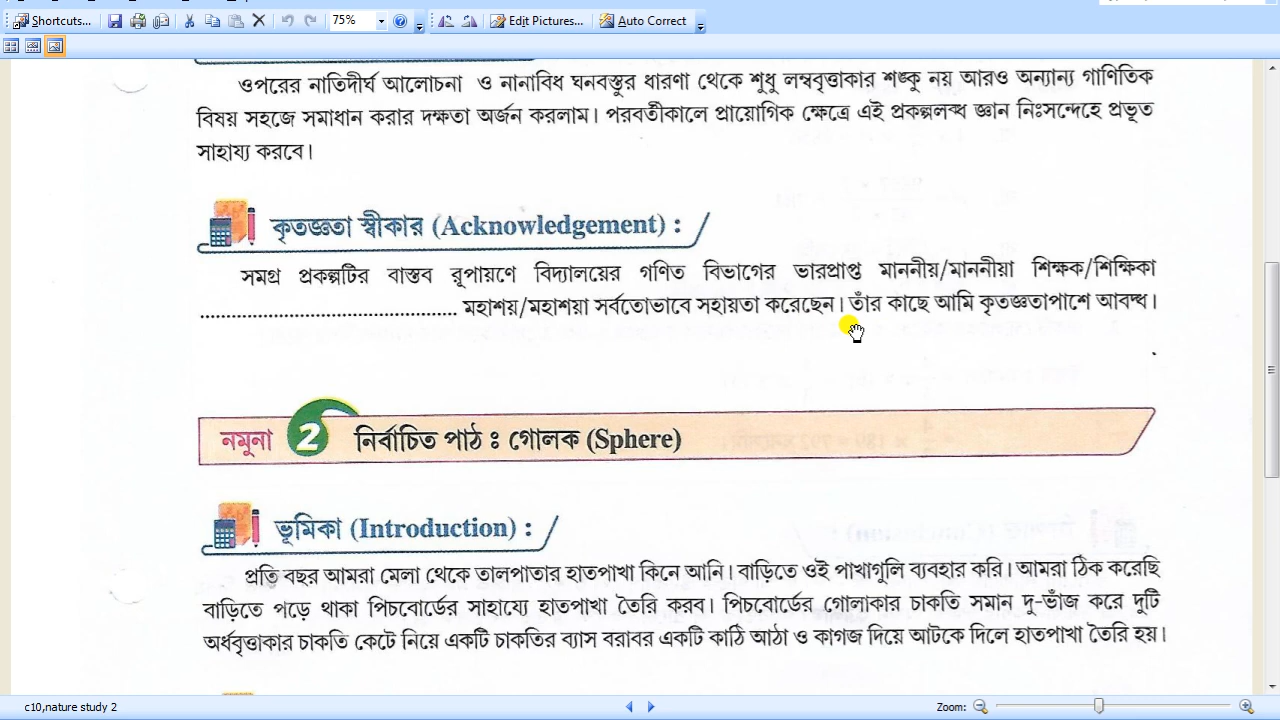 Shortcuts... 75% Edit Pictures... Auto Correct
ওপরের নাতিদীর্ঘ আলোচনা ও নানাবিধ ঘনবস্তুর ধারণা থেকে শুধু লম্ববৃত্তাকার শঙ্কু নয় আরও অন্যান্য গাণিতিক
বিষয় সহজে সমাধান করার দক্ষতা অর্জন করলাম। পরবর্তীকালে প্রায়োগিক ক্ষেত্রে এই প্রকল্পলব্ধ জ্ঞান নিঃসন্দেহে প্রভূত
সাহায্য করবে।
কৃতজ্ঞতা স্বীকার (Acknowledgement) :
সমগ্র প্রকল্পটির বাস্তব রূপায়ণে বিদ্যালয়ের গণিত বিভাগের ভারপ্রাপ্ত মাননীয়/মাননীয়া শিক্ষক/শিক্ষিকা
.............................................. মহাশয়/মহাশয়া সর্বতোভাবে সহায়তা করেছেন। তাঁর কাছে আমি কৃতজ্ঞতাপাশে আবদ্ধ।
নমুনা 2 নির্বাচিত পাঠ ঃ গোলক (Sphere)
ভূমিকা (Introduction) :
প্রতি বছর আমরা মেলা থেকে তালপাতার হাতপাখা কিনে আনি। বাড়িতে ওই পাখাগুলি ব্যবহার করি। আমরা ঠিক করেছি
বাড়িতে পড়ে থাকা পিচবোর্ডের সাহায্যে হাতপাখা তৈরি করব। পিচবোর্ডের গোলাকার চাকতি সমান দু-ভাঁজ করে দুটি
অর্ধবৃত্তাকার চাকতি কেটে নিয়ে একটি চাকতির ব্যাস বরাবর একটি কাঠি আঠা ও কাগজ দিয়ে আটকে দিলে হাতপাখা তৈরি হয়।
c10,nature study 2 Zoom: